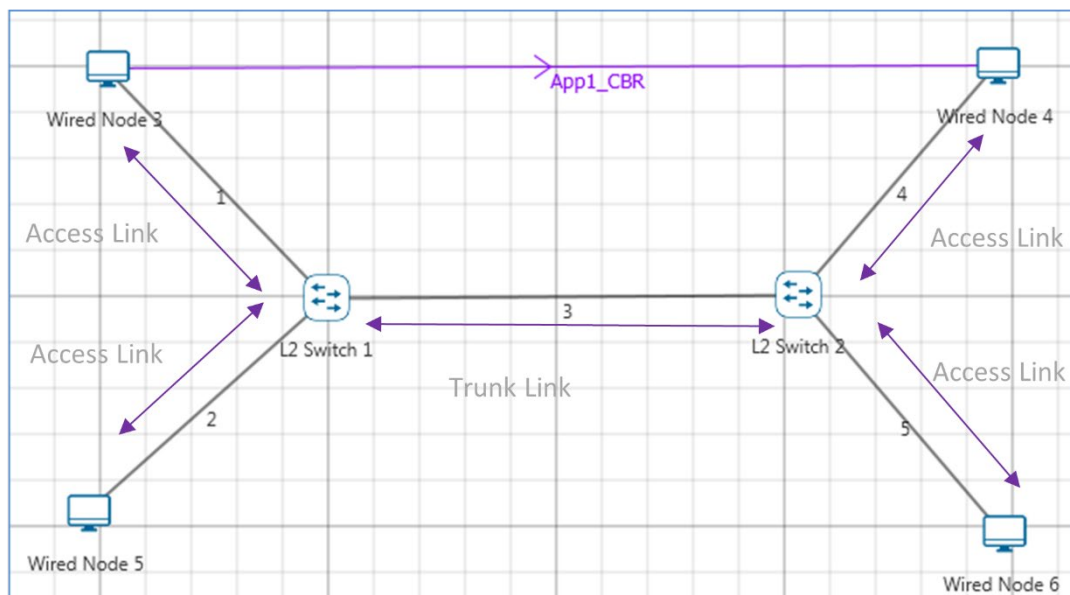 App1_CBR
Wired Node 3
Wired Node 4
1
4
Access Link
Access Link
3
L2 Switch 1
L2 Switch 2
Access Link
Trunk Link
Access Link
2
5
Wired Node 5
Wired Node 6